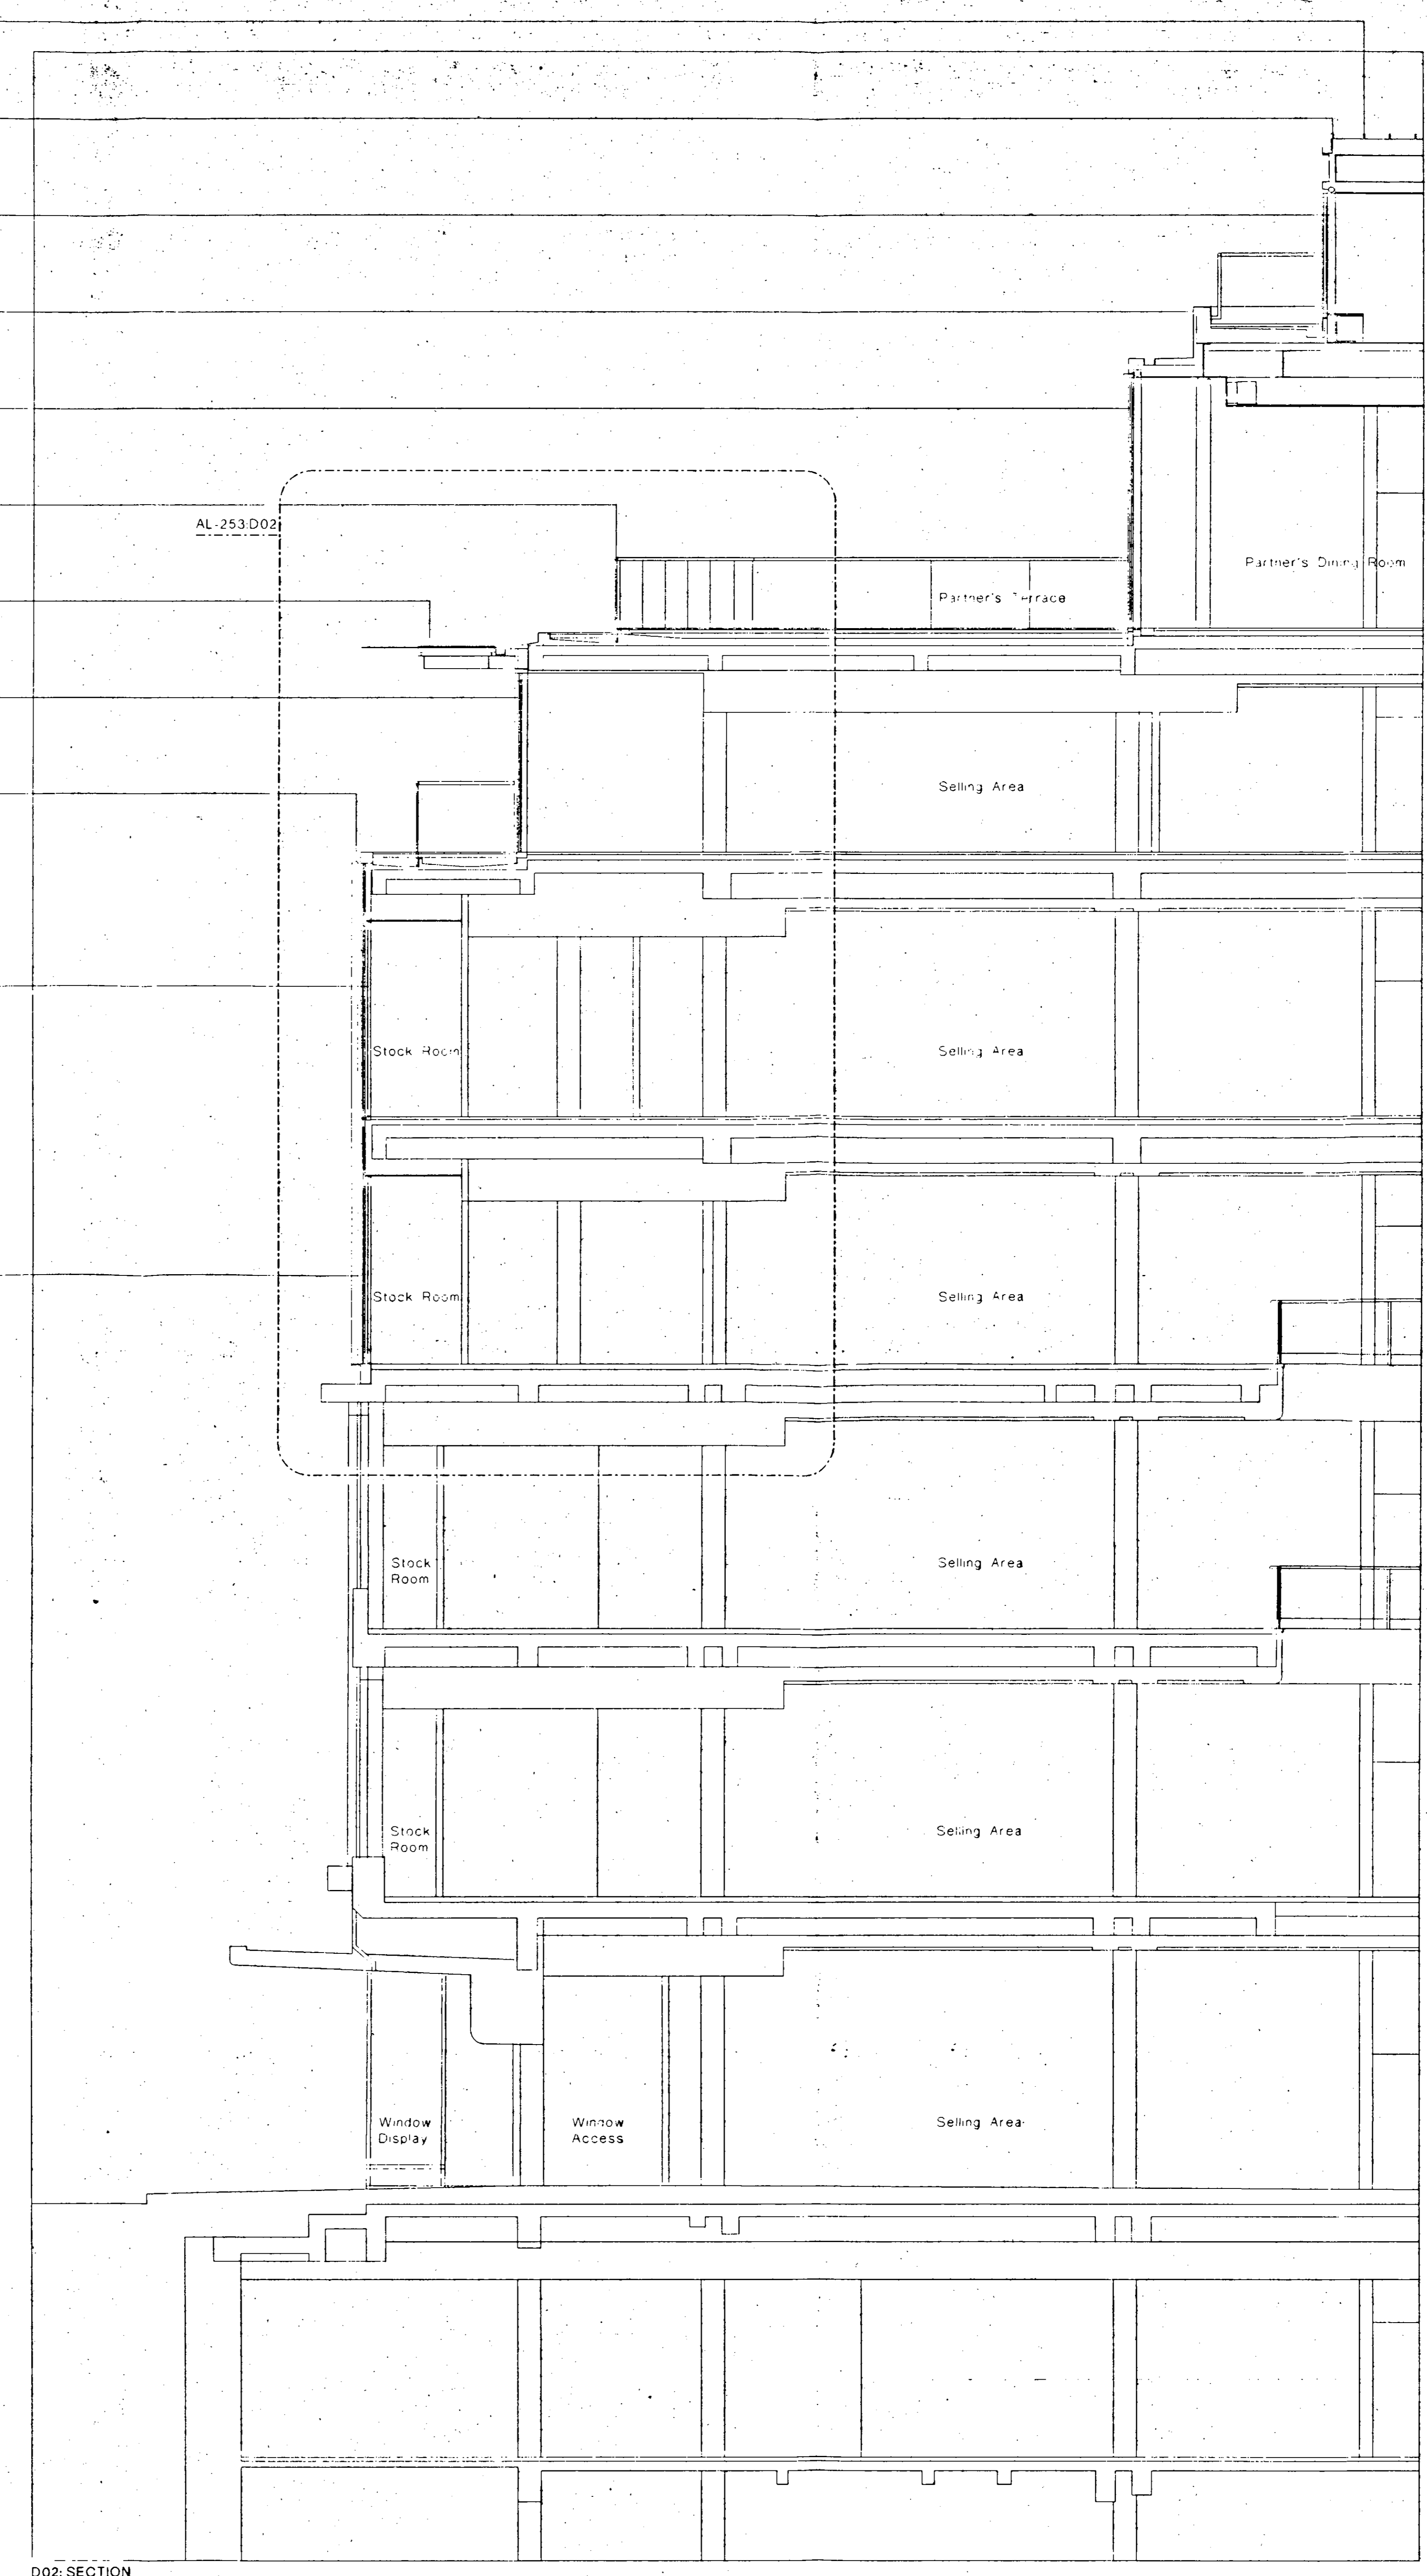 AL-253:D02
Partner's Dining Room
Partner's Terrace
Selling Area
Stock Room
Selling Area
Stock Room
Selling Area
Stock
Room
Selling Area
Stock
Room
Selling Area
Window
Display
Window
Access
Selling Area
D02: SECTION